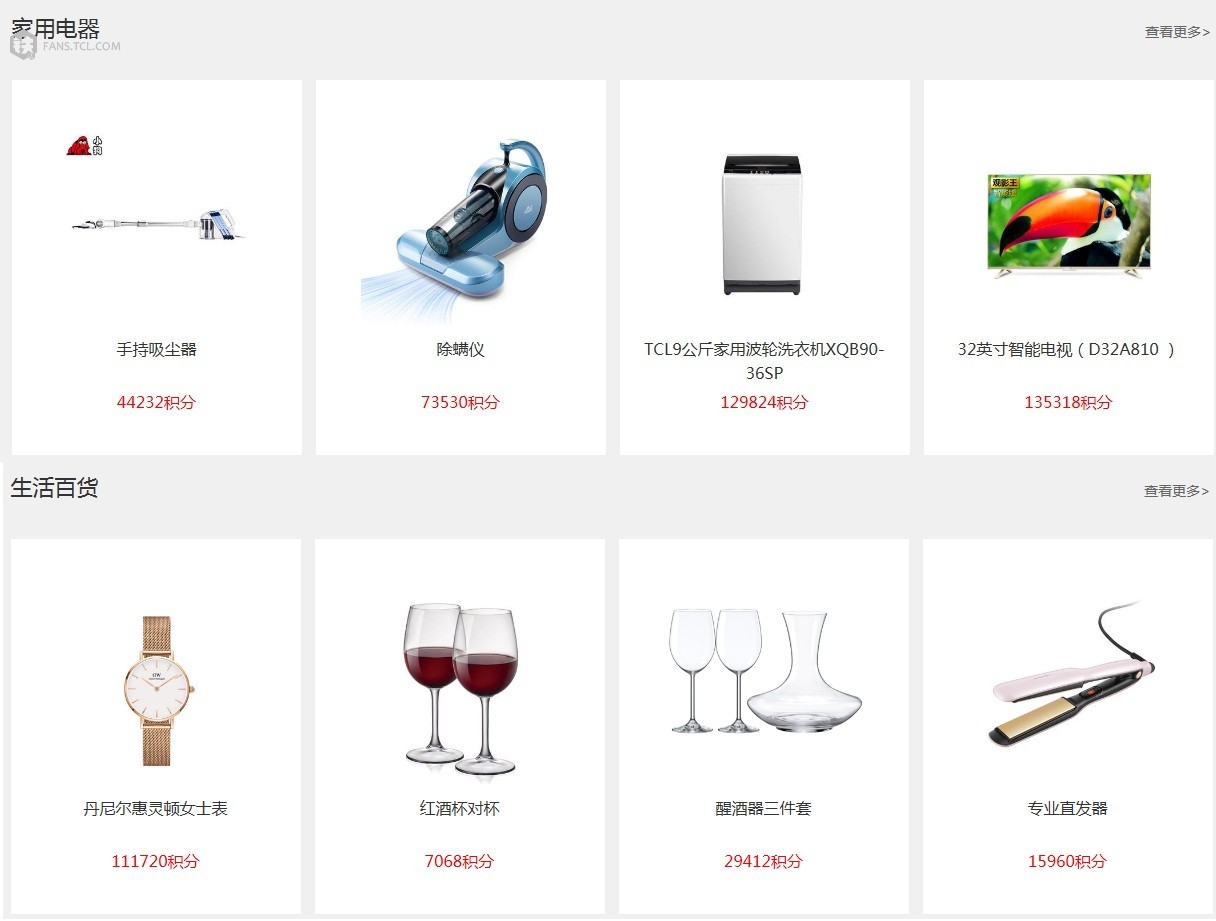 家用电器
FANS.TCL.COM
查看更多>
小狗
观影王
手持吸尘器
除螨仪
TCL9公斤家用波轮洗衣机XQB90-
36SP
32英寸智能电视（D32A810 ）
44232积分
73530积分
129824积分
135318积分
生活百货
查看更多>
DW
丹尼尔惠灵顿女士表
红酒杯对杯
醒酒器三件套
专业直发器
111720积分
7068积分
29412积分
15960积分